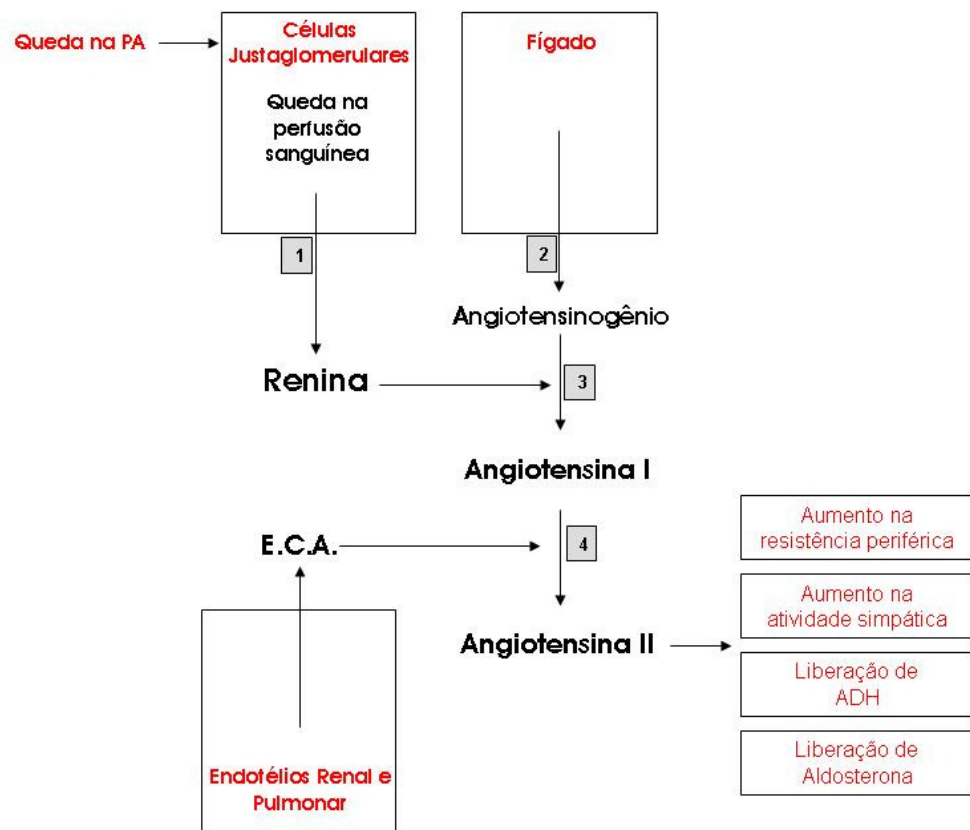 Queda na PA
Células
Justaglomerulares
Queda na
perfusão
sanguínea
Fígado
1
2
Angiotensinogênio
Renina
3
Angiotensina I
E.C.A.
4
Angiotensina II
Aumento na
resistência periférica
Aumento na
atividade simpática
Liberação de
ADH
Liberação de
Aldosterona
Endotélios Renal e
Pulmonar